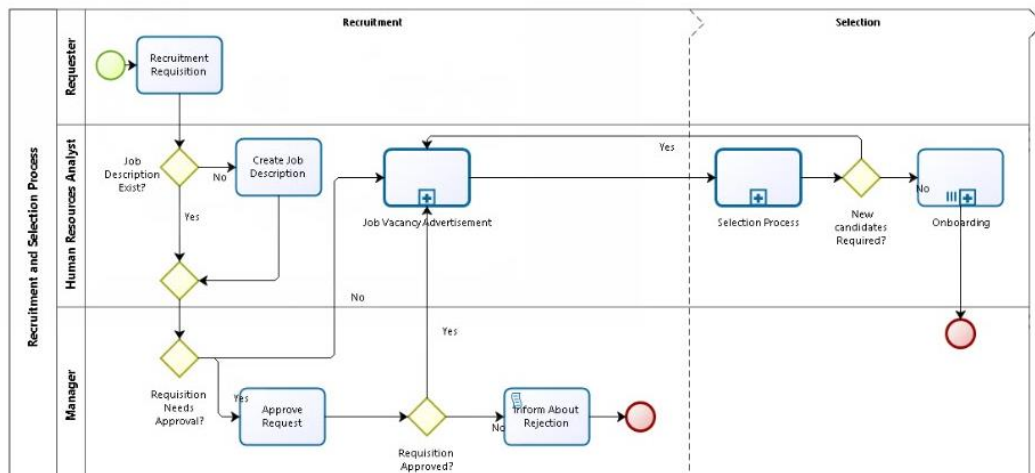 Recruitment
Selection
Recruitment and Selection Process
Requester
Recruitment
Requisition
Human Resources Analyst
Job
Description
Exist?
No
Create Job
Description
Yes
Job Vacancy Advertisement
Yes
Selection Process
New
candidates
Required?
No
Onboarding
No
Manager
Requisition
Needs
Approval?
Yes
Approve
Request
Yes
Requisition
Approved?
No
Inform About
Rejection